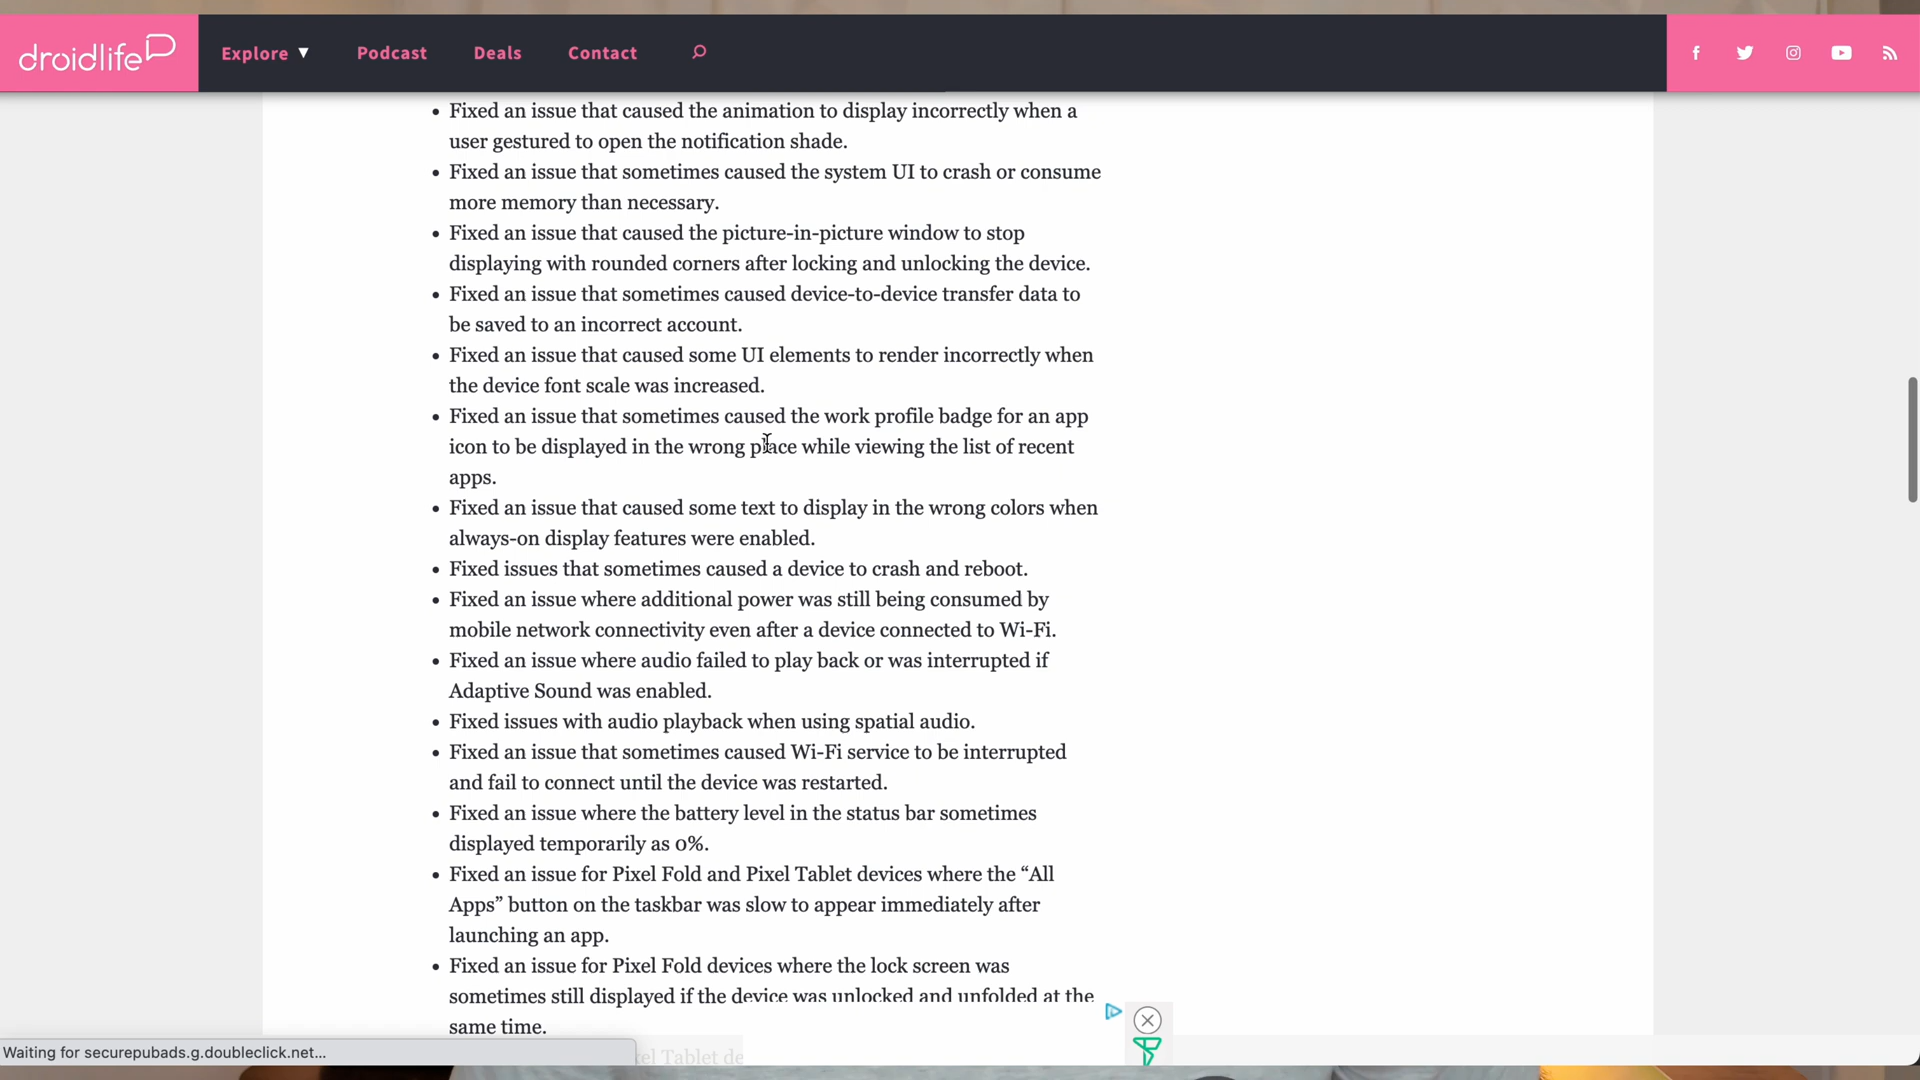 droidlife
Explore ▼ Podcast Deals Contact
• Fixed an issue that caused the animation to display incorrectly when a
user gestured to open the notification shade.
• Fixed an issue that sometimes caused the system UI to crash or consume
more memory than necessary.
• Fixed an issue that caused the picture-in-picture window to stop
displaying with rounded corners after locking and unlocking the device.
• Fixed an issue that sometimes caused device-to-device transfer data to
be saved to an incorrect account.
• Fixed an issue that caused some UI elements to render incorrectly when
the device font scale was increased.
• Fixed an issue that sometimes caused the work profile badge for an app
icon to be displayed in the wrong place while viewing the list of recent
apps.
• Fixed an issue that caused some text to display in the wrong colors when
always-on display features were enabled.
• Fixed issues that sometimes caused a device to crash and reboot.
• Fixed an issue where additional power was still being consumed by
mobile network connectivity even after a device connected to Wi-Fi.
• Fixed an issue where audio failed to play back or was interrupted if
Adaptive Sound was enabled.
• Fixed issues with audio playback when using spatial audio.
• Fixed an issue that sometimes caused Wi-Fi service to be interrupted
and fail to connect until the device was restarted.
• Fixed an issue where the battery level in the status bar sometimes
displayed temporarily as 0%.
• Fixed an issue for Pixel Fold and Pixel Tablet devices where the “All
Apps” button on the taskbar was slow to appear immediately after
launching an app.
• Fixed an issue for Pixel Fold devices where the lock screen was
sometimes still displayed if the device was unlocked and unfolded at the
same time.
Waiting for securepubads.g.doubleclick.net...
Tablet